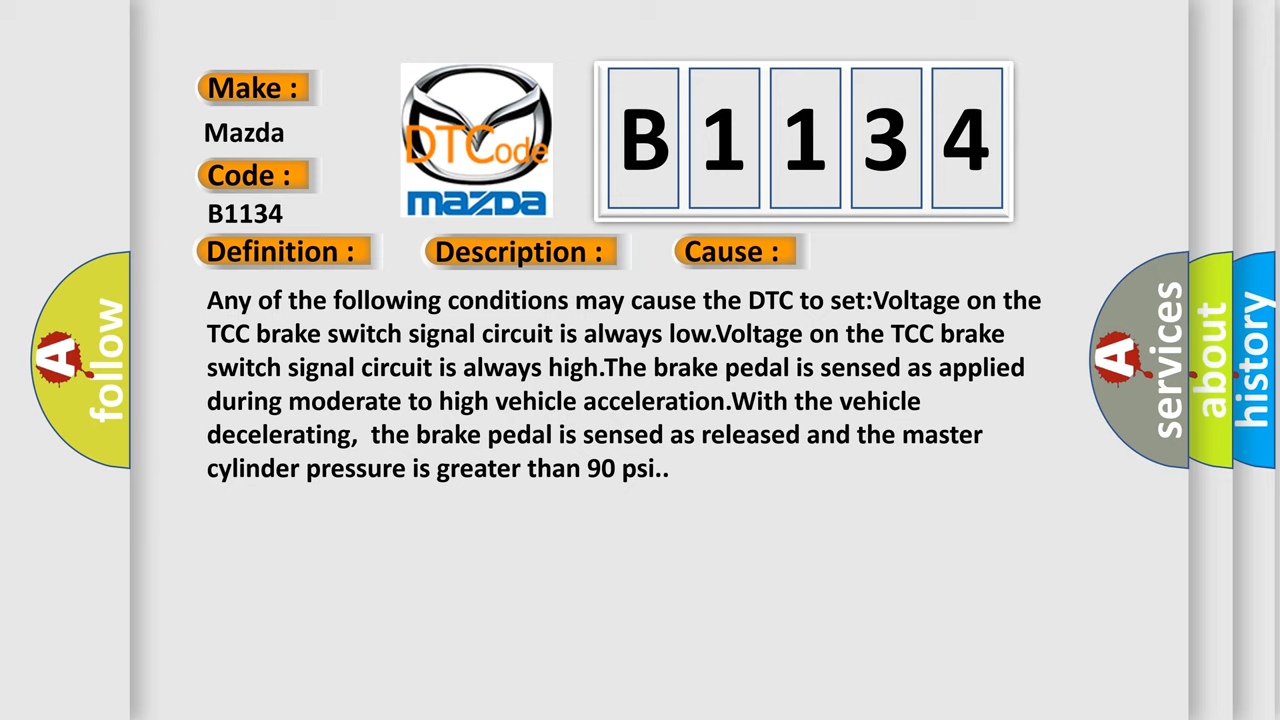 Make :
Mazda
Code :
B1134
DTCode
mazda
B 1 1 3 4
Definition :
Description :
Cause :
Any of the following conditions may cause the DTC to set:Voltage on the
TCC brake switch signal circuit is always low.Voltage on the TCC brake
switch signal circuit is always high.The brake pedal is sensed as applied
during moderate to high vehicle acceleration.With the vehicle
decelerating,  the brake pedal is sensed as released and the master
cylinder pressure is greater than 90 psi..
A
follow
A
services
about
history